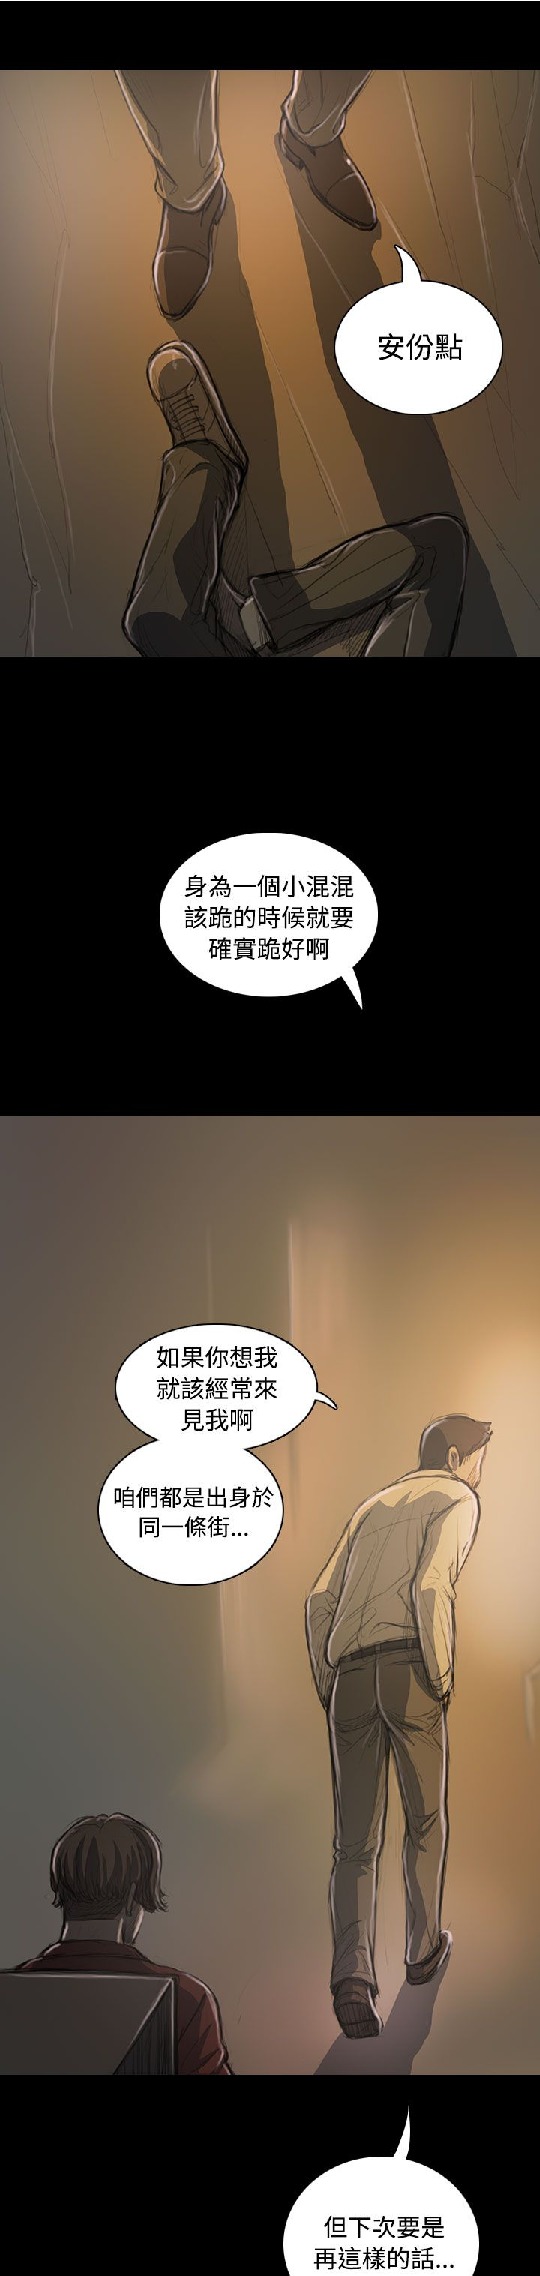 安份點
身為一個小混混
該跪的時候就要
確實跪好啊
如果你想我
就該經常來
見我啊
咱們都是出身於
同一條街...
但下次要是
再這樣的話...